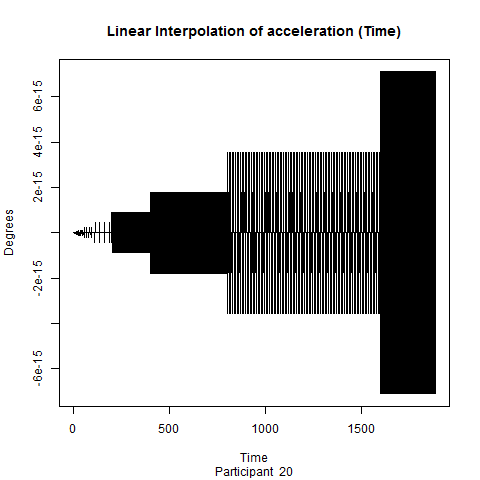 Linear Interpolation of acceleration (Time)
Degrees
6e-15
4e-15
2e-15
-2e-15
-6e-15
0
500
1000
1500
Time
Participant 20